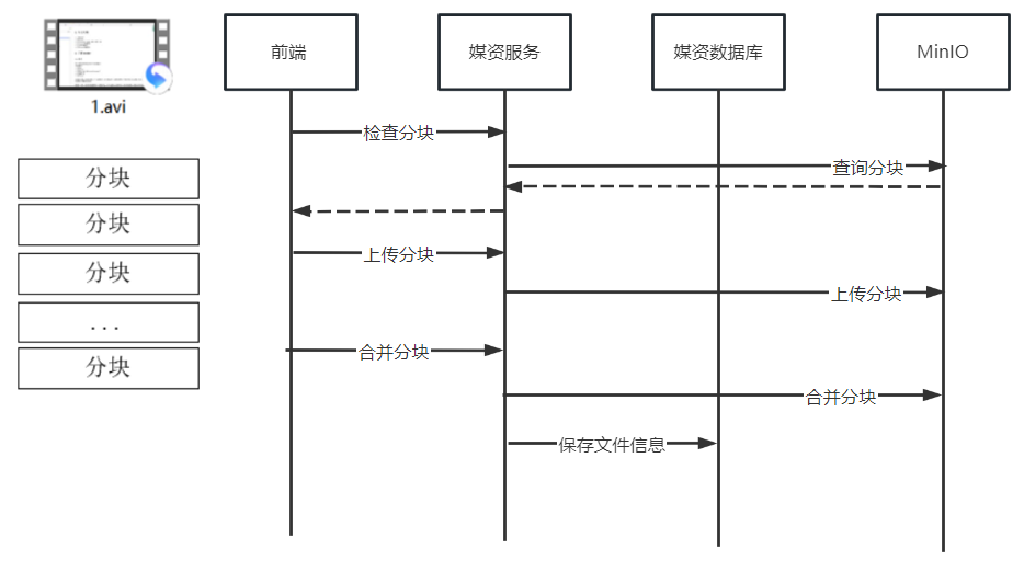 1.avi
分块
分块
分块
...
分块
前端
媒资服务
媒资数据库
MinIO
检查分块
查询分块
上传分块
上传分块
合并分块
合并分块
保存文件信息